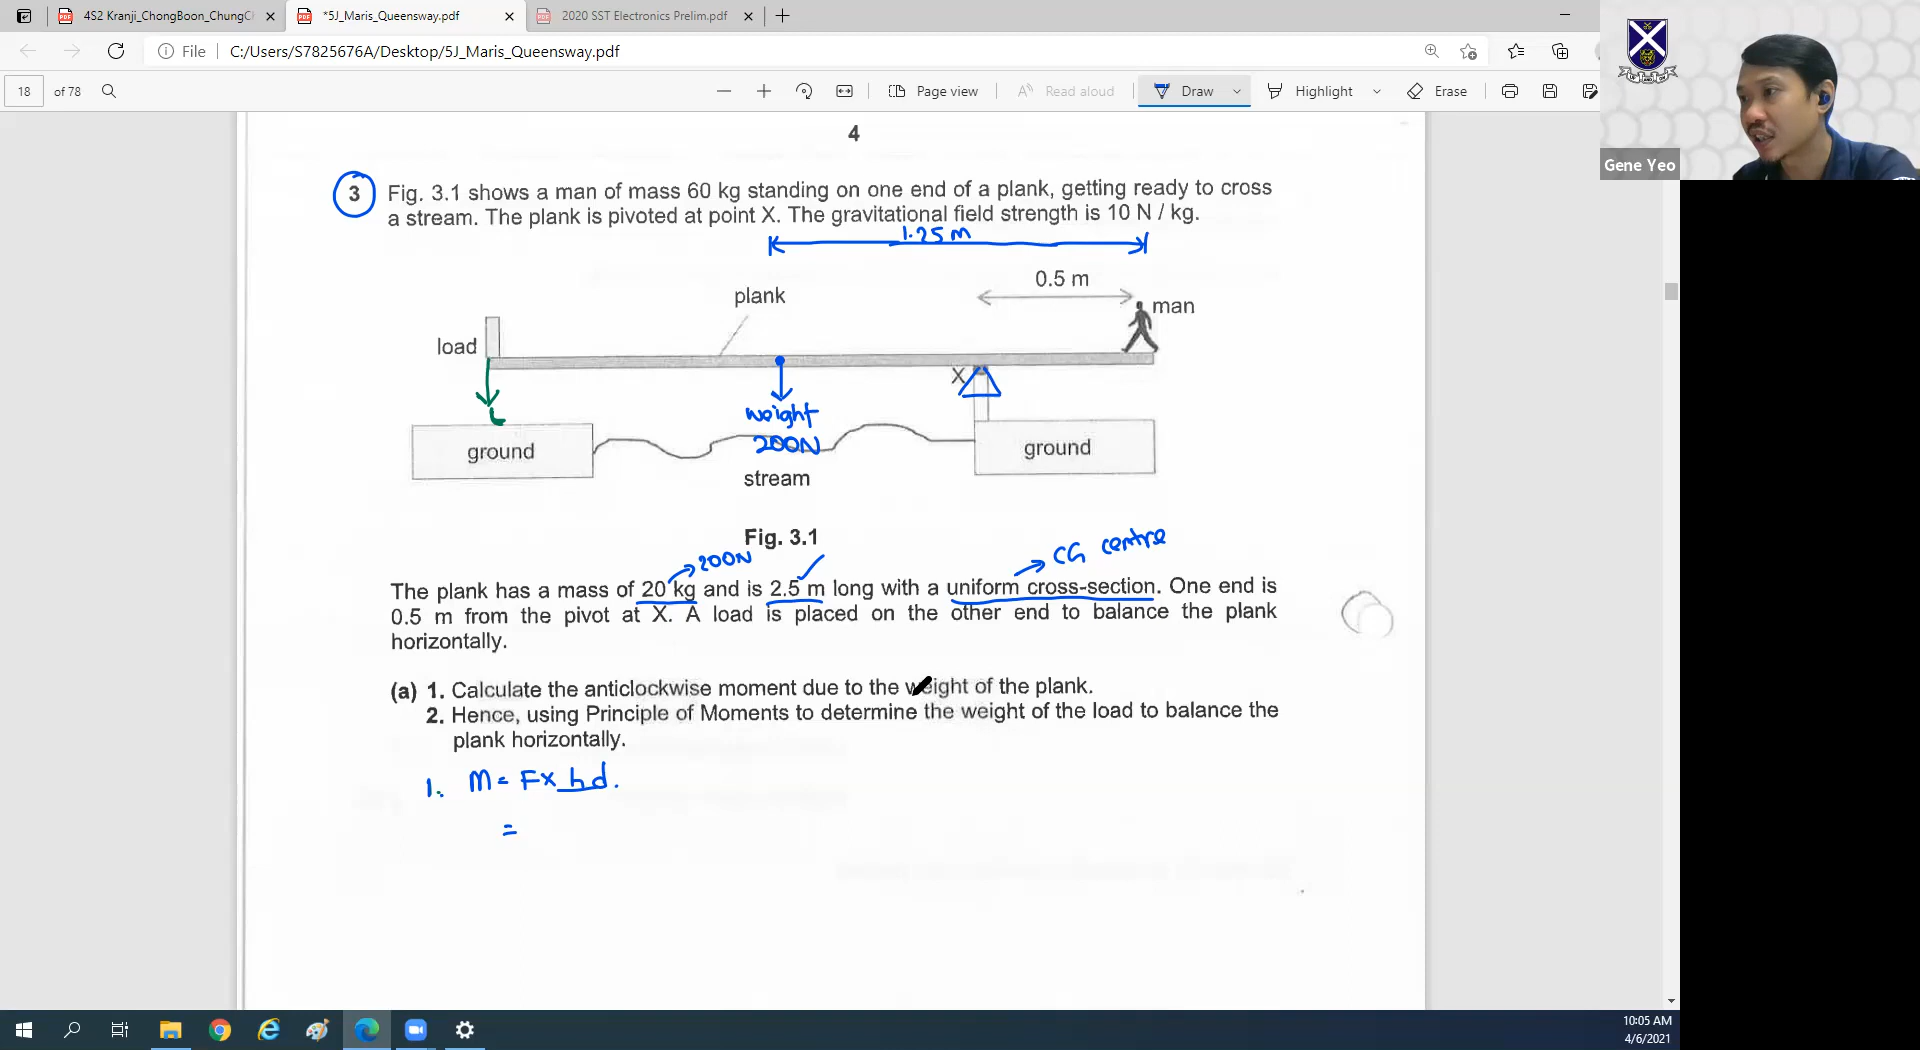 4S2 Kranji_ChongBoon_ChungC
*5J_Maris_Queensway.pdf
2020 SST Electronics Prelim.pdf
File
C:/Users/S7825676A/Desktop/5J_Maris_Queensway.pdf
18 of 78
Page view
Read aloud
Draw
Highlight
Erase
Gene Yeo
4
3 Fig. 3.1 shows a man of mass 60 kg standing on one end of a plank, getting ready to cross
a stream. The plank is pivoted at point X. The gravitational field strength is 10 N / kg.
1.25 m
0.5 m
plank
man
load
X
weight
200N
L
ground
ground
stream
Fig. 3.1
200N
CG centre
The plank has a mass of 20 kg and is 2.5 m long with a uniform cross-section. One end is
0.5 m from the pivot at X. A load is placed on the other end to balance the plank
horizontally.
(a) 1. Calculate the anticlockwise moment due to the weight of the plank.
2. Hence, using Principle of Moments to determine the weight of the load to balance the
plank horizontally.
1. M = F x hd.
=
10:05 AM
4/6/2021